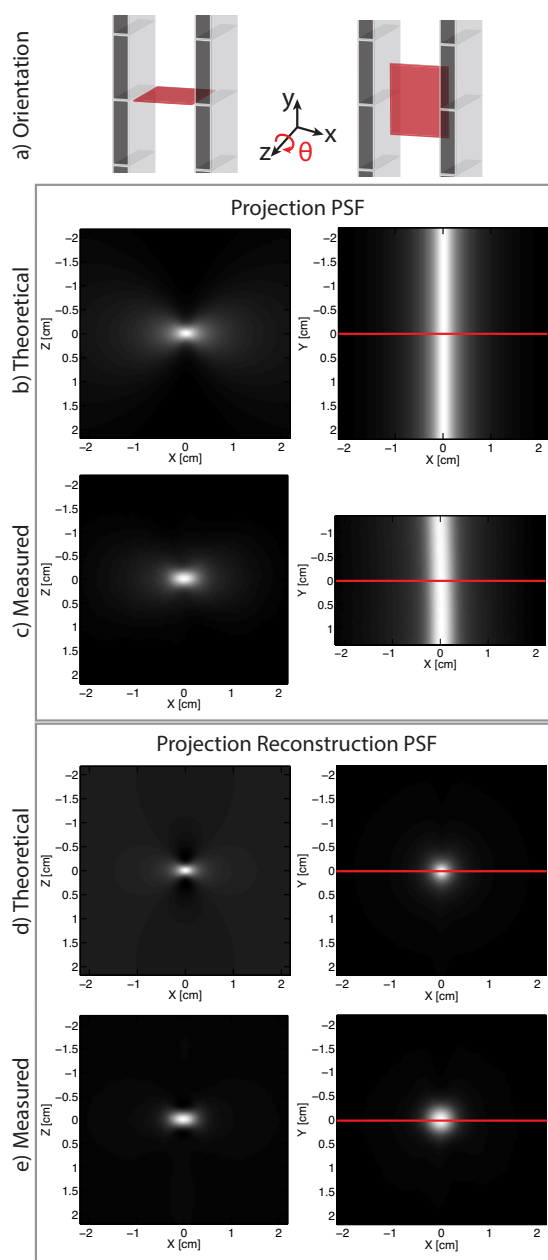 a) Orientation
y
x
z
θ
Projection PSF
b) Theoretical
Z [cm]
−2
−1.5
−1
−0.5
0
0.5
1
1.5
2
−2 −1 0 1 2
X [cm]
Y [cm]
−2
−1.5
−1
−0.5
0
0.5
1
1.5
2
−2 −1 0 1 2
X [cm]
c) Measured
Z [cm]
−2
−1.5
−1
−0.5
0
0.5
1
1.5
2
−2 −1 0 1 2
X [cm]
Y [cm]
−1
−0.5
0
0.5
1
−2 −1 0 1 2
X [cm]
Projection Reconstruction PSF
d) Theoretical
Z [cm]
−2
−1.5
−1
−0.5
0
0.5
1
1.5
2
−2 −1 0 1 2
X [cm]
Y [cm]
−2
−1.5
−1
−0.5
0
0.5
1
1.5
2
−2 −1 0 1 2
X [cm]
e) Measured
Z [cm]
−2
−1.5
−1
−0.5
0
0.5
1
1.5
2
−2 −1 0 1 2
X [cm]
Y [cm]
−2
−1.5
−1
−0.5
0
0.5
1
1.5
2
−2 −1 0 1 2
X [cm]